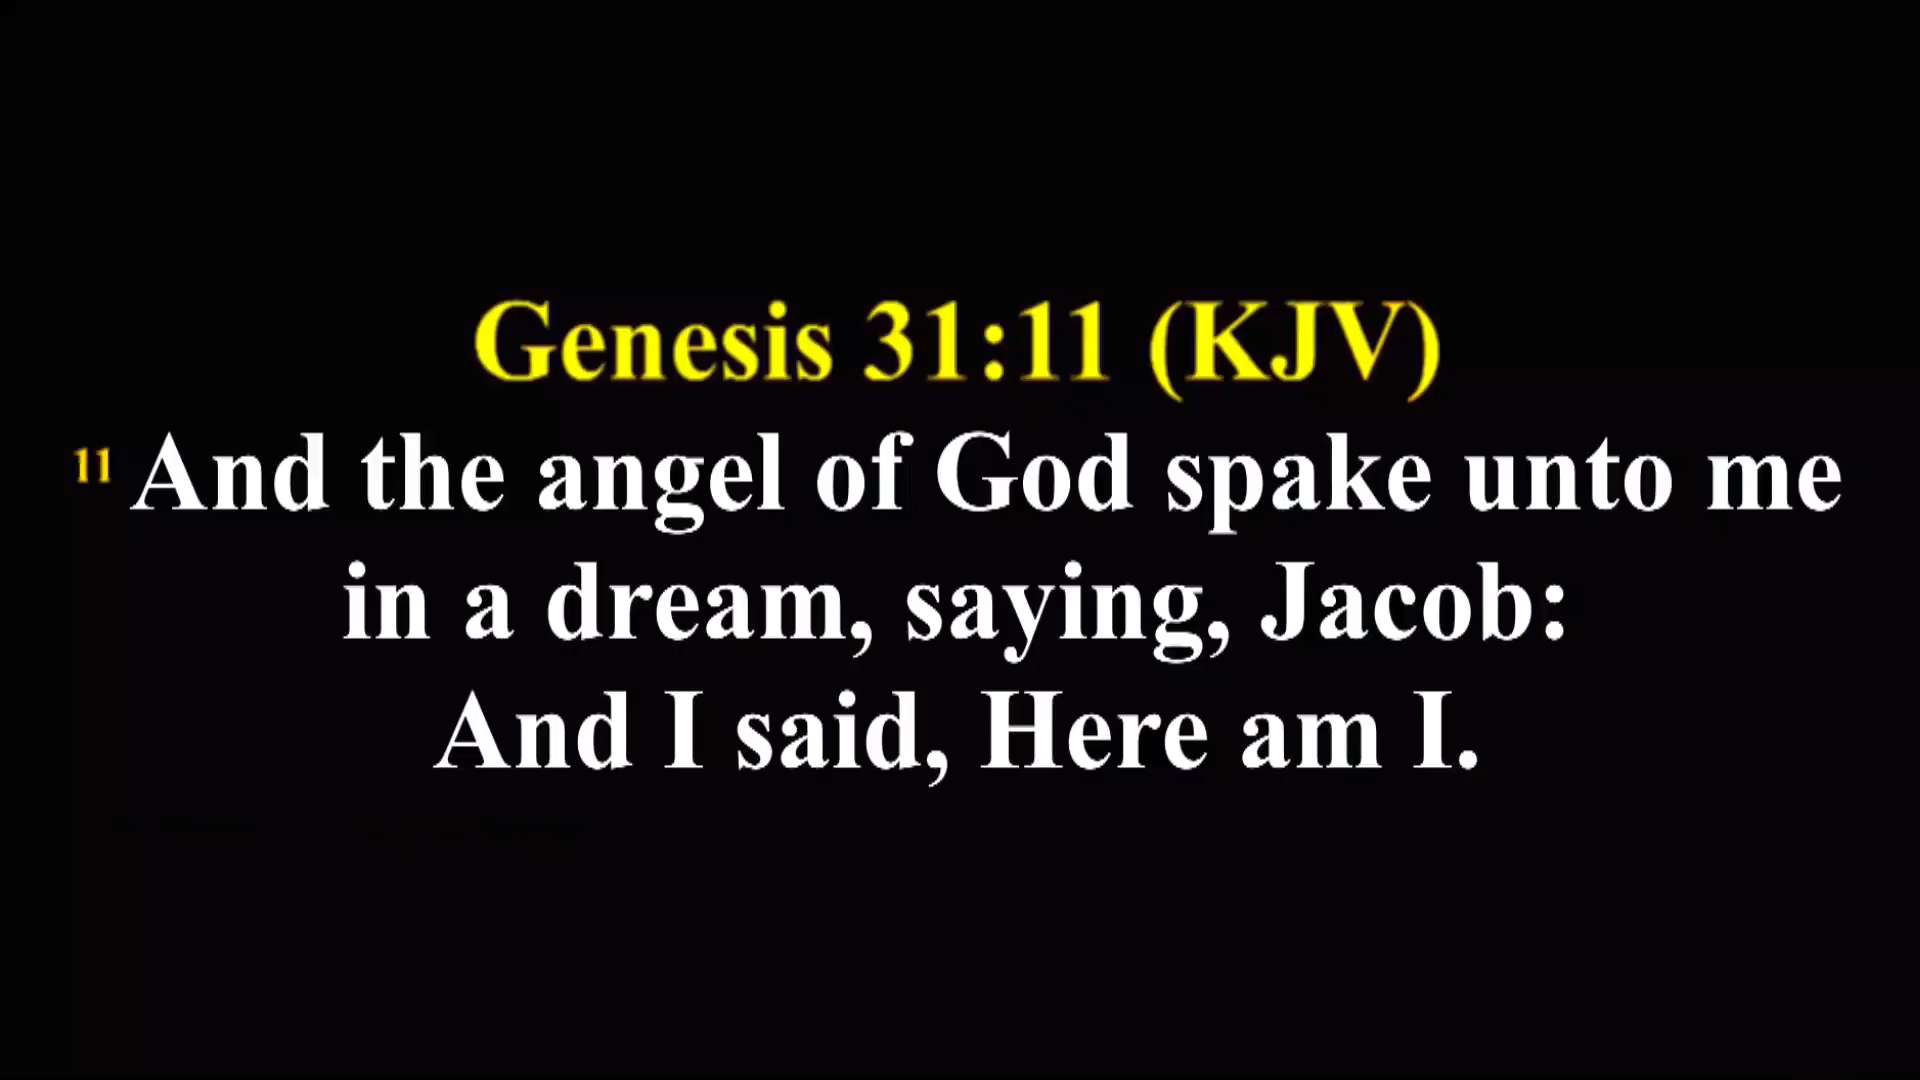 Genesis 31:11 (KJV)
11 And the angel of God spake unto me
in a dream, saying, Jacob:
And I said, Here am I.